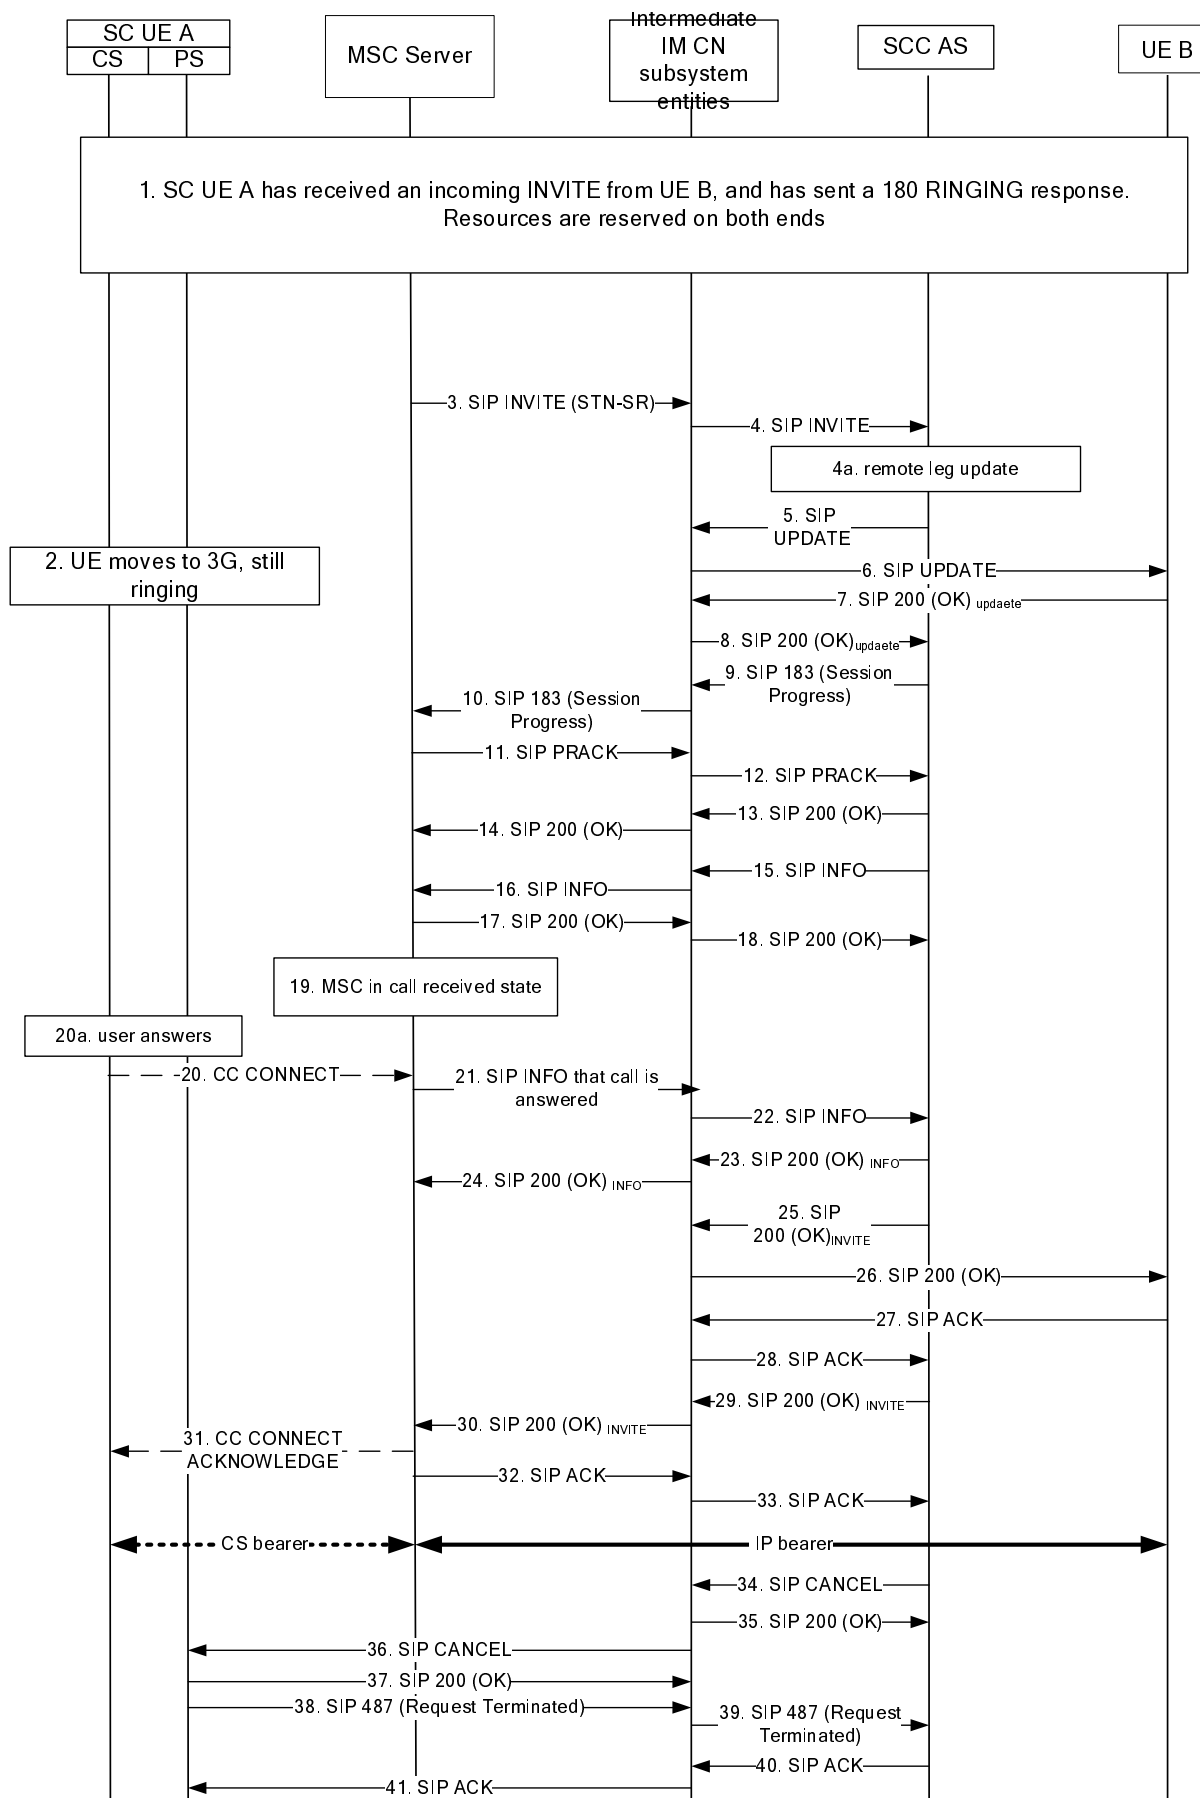 SC UE A
CS PS
MSC Server
Intermediate
IM CN
subsystem
entities
SCC AS
UE B
1. SC UE A has received an incoming INVITE from UE B, and has sent a 180 RINGING response.
Resources are reserved on both ends
3. SIP INVITE (STN-SR)
4. SIP INVITE
4a. remote leg update
5. SIP
UPDATE
2. UE moves to 3G, still
ringing
6. SIP UPDATE
7. SIP 200 (OK) updaete
8. SIP 200 (OK)updaete
9. SIP 183 (Session
Progress)
10. SIP 183 (Session
Progress)
11. SIP PRACK
12. SIP PRACK
13. SIP 200 (OK)
14. SIP 200 (OK)
15. SIP INFO
16. SIP INFO
17. SIP 200 (OK)
18. SIP 200 (OK)
19. MSC in call received state
20a. user answers
20. CC CONNECT
21. SIP INFO that call is
answered
22. SIP INFO
23. SIP 200 (OK) INFO
24. SIP 200 (OK) INFO
25. SIP
200 (OK)INVITE
26. SIP 200 (OK)
27. SIP ACK
28. SIP ACK
29. SIP 200 (OK) INVITE
30. SIP 200 (OK) INVITE
31. CC CONNECT
ACKNOWLEDGE
32. SIP ACK
33. SIP ACK
CS bearer
IP bearer
34. SIP CANCEL
35. SIP 200 (OK)
36. SIP CANCEL
37. SIP 200 (OK)
38. SIP 487 (Request Terminated)
39. SIP 487 (Request
Terminated)
40. SIP ACK
41. SIP ACK